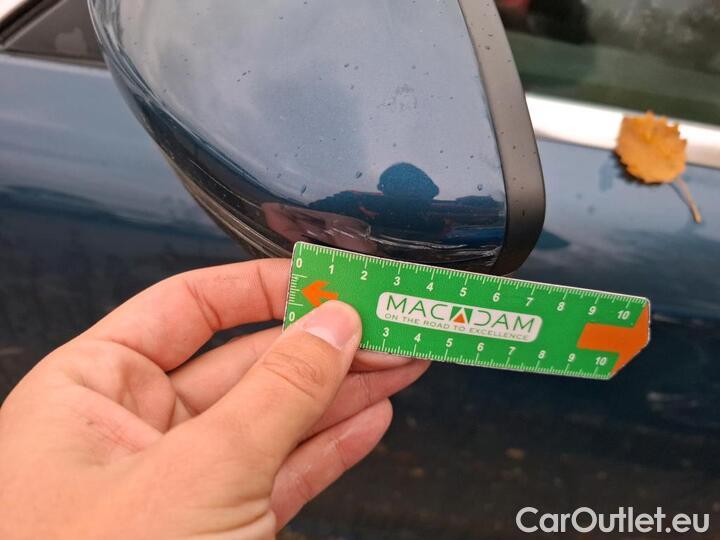 0 1 2 3 4 5 6 7 8 9 10
MACADAM
ON THE ROAD TO EXCELLENCE
0 3 4 5 6 7 8 9 10
CarOutlet.eu